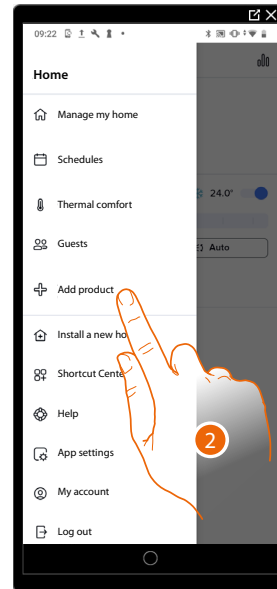 09:22
Home
Manage my home
Schedules
Thermal comfort
24.0°
Guests
Auto
Add product
Install a new ho
Shortcut Cente
Help
2
App settings
My account
Log out